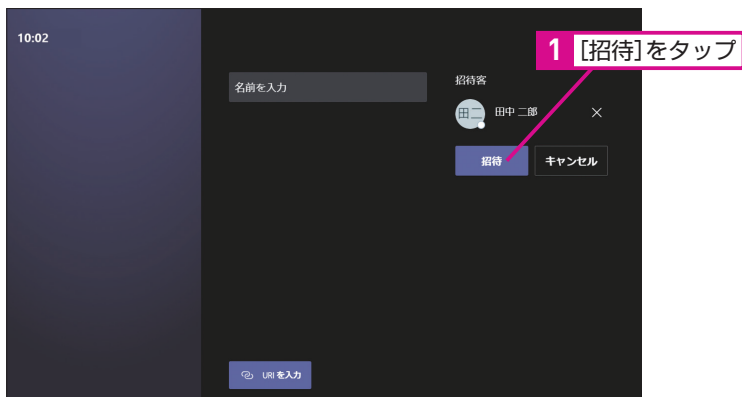 10:02
1 [招待]をタップ
名前を入力
招待客
田二 田中 二郎
招待 キャンセル
URI を入力